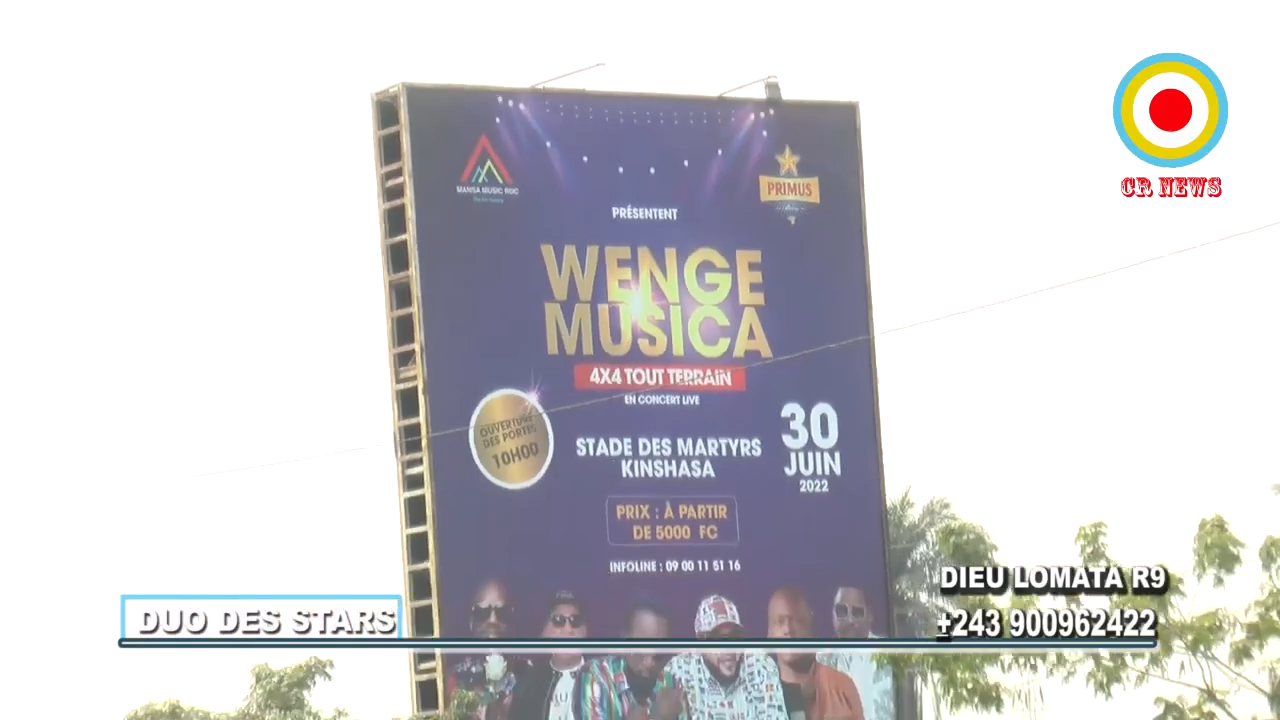 CR NEWS
MANSA MUSIC RDC
PRIMUS
PRÉSENTENT
WENGE
MUSICA
4X4 TOUT TERRAIN
EN CONCERT LIVE
OUVERTURE
DES PORTES
10H00
STADE DES MARTYRS
KINSHASA
30
JUIN
2022
PRIX : À PARTIR
DE 5000 FC
INFOLINE : 09 00 11 51 16
DIEU LOMATA R9
+243 900962422
DUO DES STARS